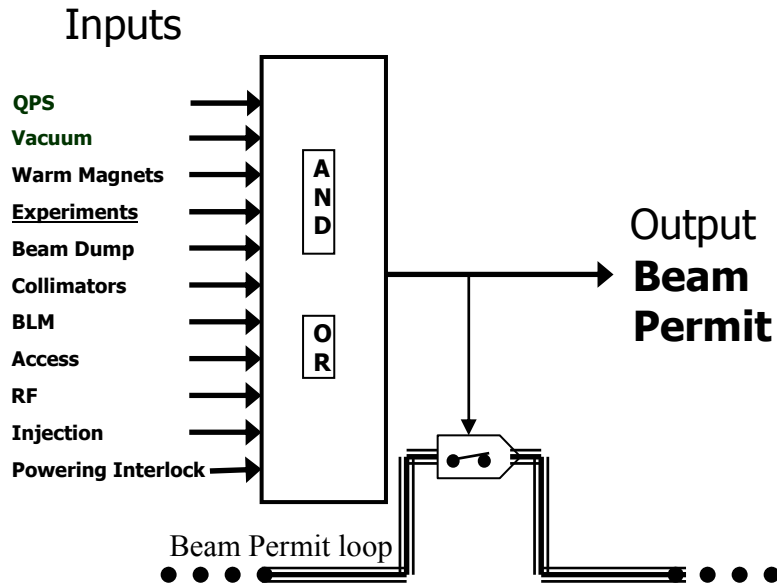 Inputs
QPS
Vacuum
Warm Magnets
Experiments
Beam Dump
Collimators
BLM
Access
RF
Injection
Powering Interlock
A
N
D
O
R
Output
Beam
Permit
Beam Permit loop